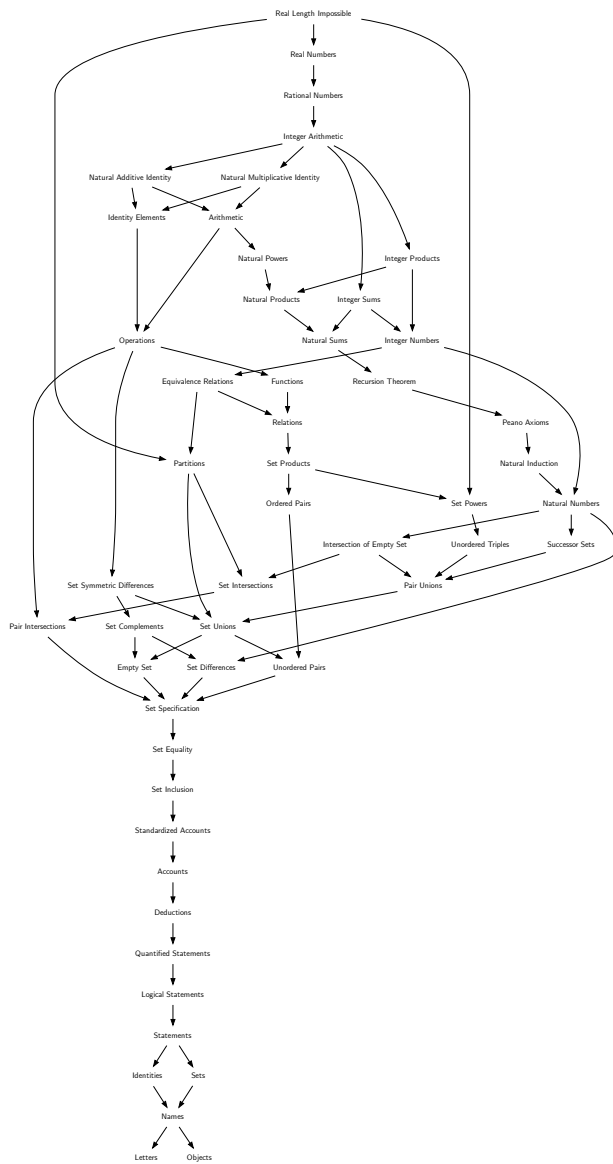 Real Length Impossible
Real Numbers
Rational Numbers
Integer Arithmetic
Natural Additive Identity
Natural Multiplicative Identity
Identity Elements
Arithmetic
Natural Powers
Integer Products
Natural Products
Integer Sums
Operations
Natural Sums
Integer Numbers
Equivalence Relations
Functions
Recursion Theorem
Relations
Peano Axioms
Partitions
Set Products
Natural Induction
Ordered Pairs
Set Powers
Natural Numbers
Intersection of Empty Set
Unordered Triples
Successor Sets
Set Symmetric Differences
Set Intersections
Pair Unions
Pair Intersections
Set Complements
Set Unions
Empty Set
Set Differences
Unordered Pairs
Set Specification
Set Equality
Set Inclusion
Standardized Accounts
Accounts
Deductions
Quantified Statements
Logical Statements
Statements
Identities
Sets
Names
Letters
Objects